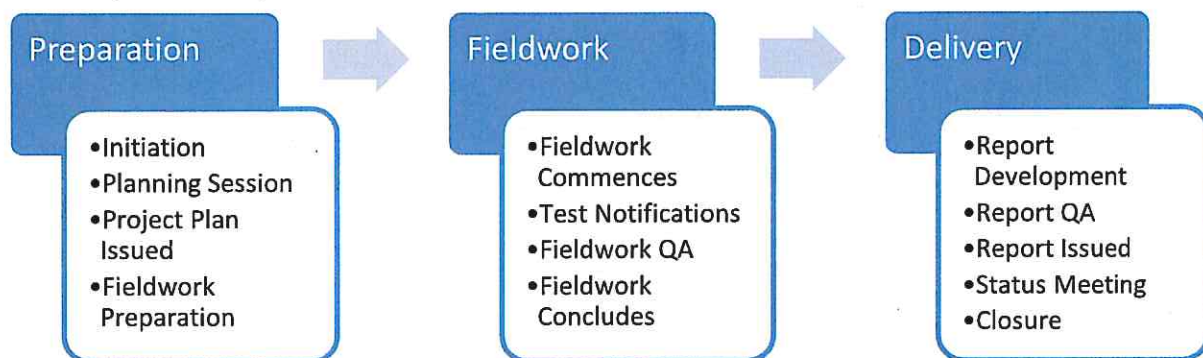 Preparation
•Initiation
•Planning Session
•Project Plan
Issued
•Fieldwork
Preparation
Fieldwork
•Fieldwork
Commences
•Test Notifications
•Fieldwork QA
•Fieldwork
Concludes
Delivery
•Report
Development
•Report QA
•Report Issued
•Status Meeting
•Closure